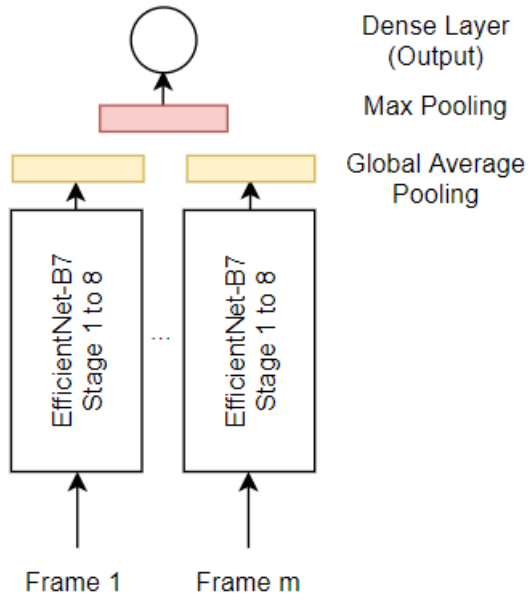 Dense Layer
(Output)
Max Pooling
Global Average
Pooling
EfficientNet-B7
Stage 1 to 8
...
EfficientNet-B7
Stage 1 to 8
Frame 1
Frame m